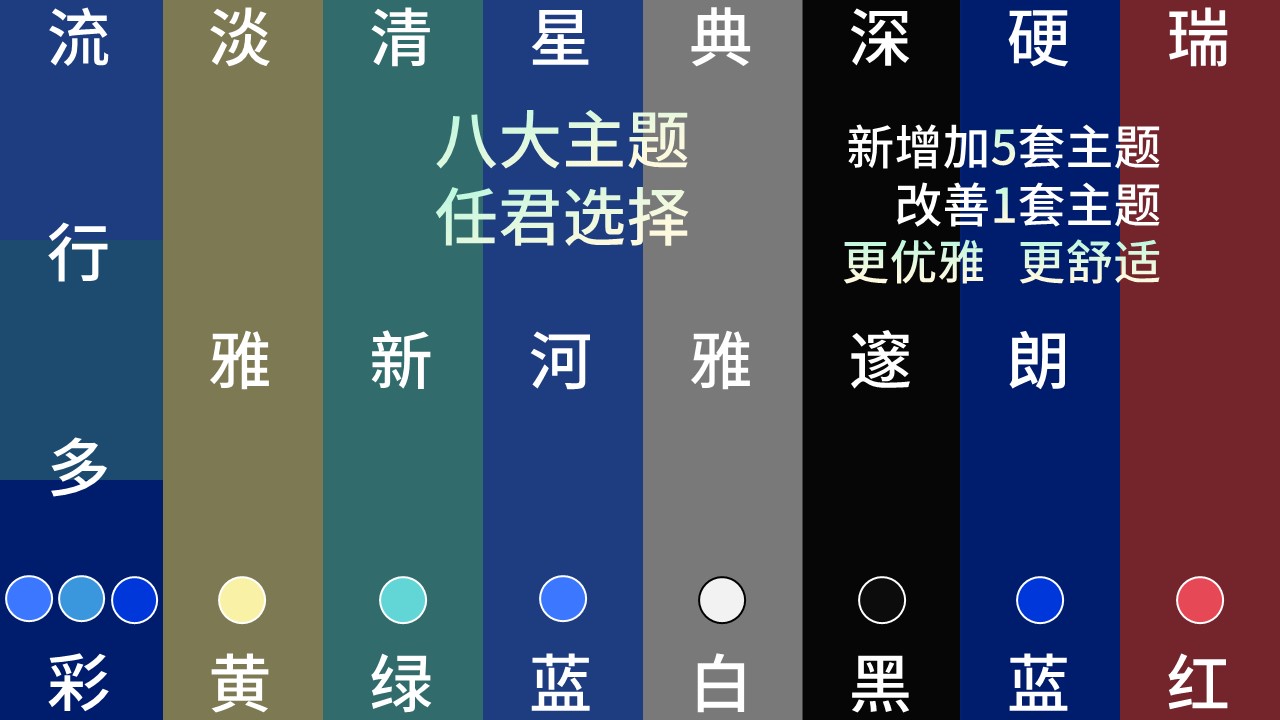 流行多彩
淡雅黄
清新绿
星河蓝
典雅白
深邃黑
硬朗蓝
瑞红
八大主题
任君选择
新增加5套主题
改善1套主题
更优雅 更舒适